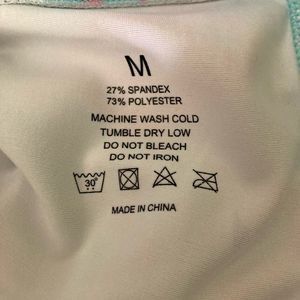 M
27% SPANDEX
73% POLYESTER
MACHINE WASH COLD
TUMBLE DRY LOW
DO NOT BLEACH
DO NOT IRON
30°
MADE IN CHINA